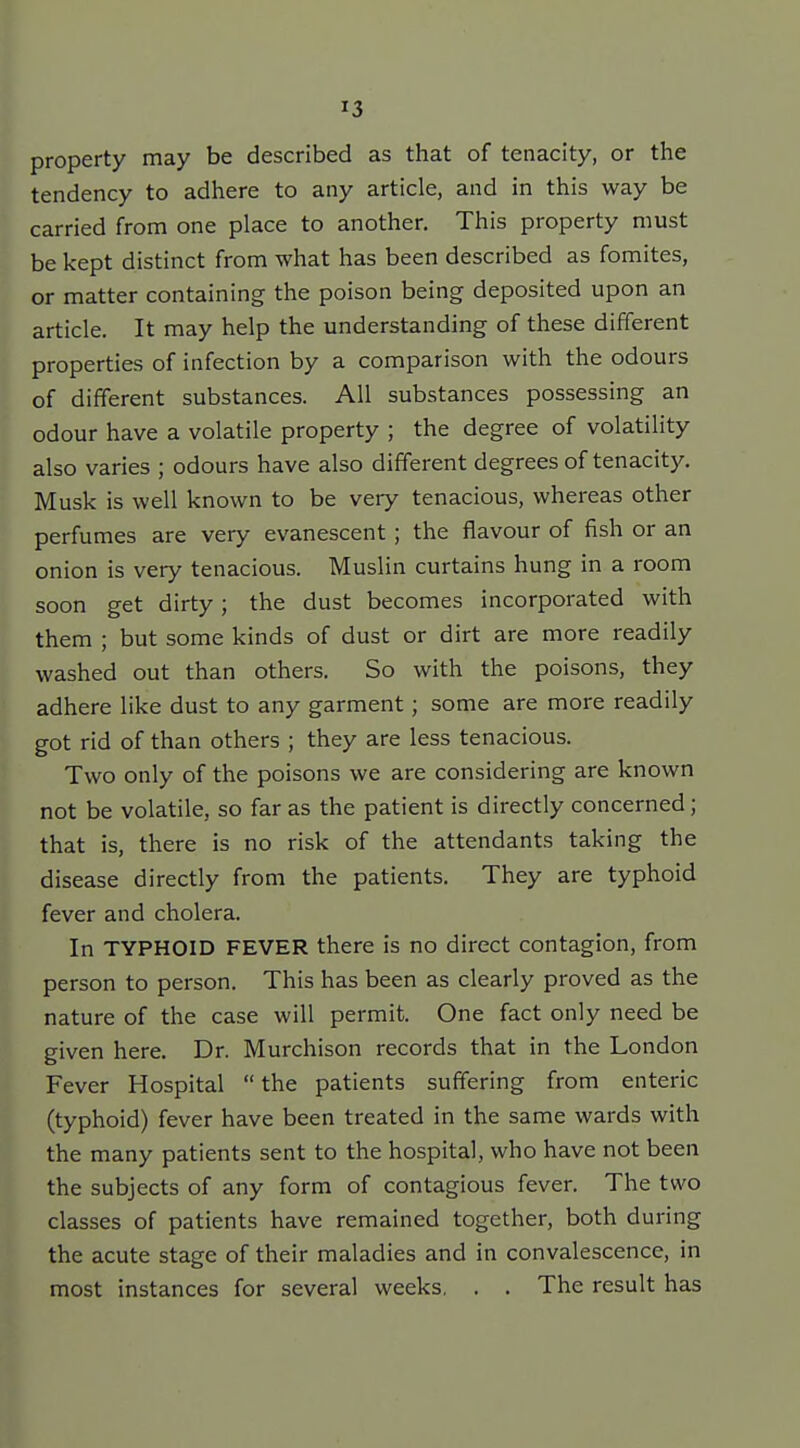 13
property may be described as that of tenacity, or the
tendency to adhere to any article, and in this way be
carried from one place to another. This property must
be kept distinct from what has been described as fomites,
or matter containing the poison being deposited upon an
article. It may help the understanding of these different
properties of infection by a comparison with the odours
of different substances. All substances possessing an
odour have a volatile property ; the degree of volatility
also varies ; odours have also different degrees of tenacity.
Musk is well known to be very tenacious, whereas other
perfumes are very evanescent ; the flavour of fish or an
onion is very tenacious. Muslin curtains hung in a room
soon get dirty ; the dust becomes incorporated with
them ; but some kinds of dust or dirt are more readily
washed out than others. So with the poisons, they
adhere like dust to any garment ; some are more readily
got rid of than others ; they are less tenacious.
Two only of the poisons we are considering are known
not be volatile, so far as the patient is directly concerned ;
that is, there is no risk of the attendants taking the
disease directly from the patients. They are typhoid
fever and cholera.
In TYPHOID FEVER there is no direct contagion, from
person to person. This has been as clearly proved as the
nature of the case will permit. One fact only need be
given here. Dr. Murchison records that in the London
Fever Hospital “ the patients suffering from enteric
(typhoid) fever have been treated in the same wards with
the many patients sent to the hospital, who have not been
the subjects of any form of contagious fever. The two
classes of patients have remained together, both during
the acute stage of their maladies and in convalescence, in
most instances for several weeks. . . The result has